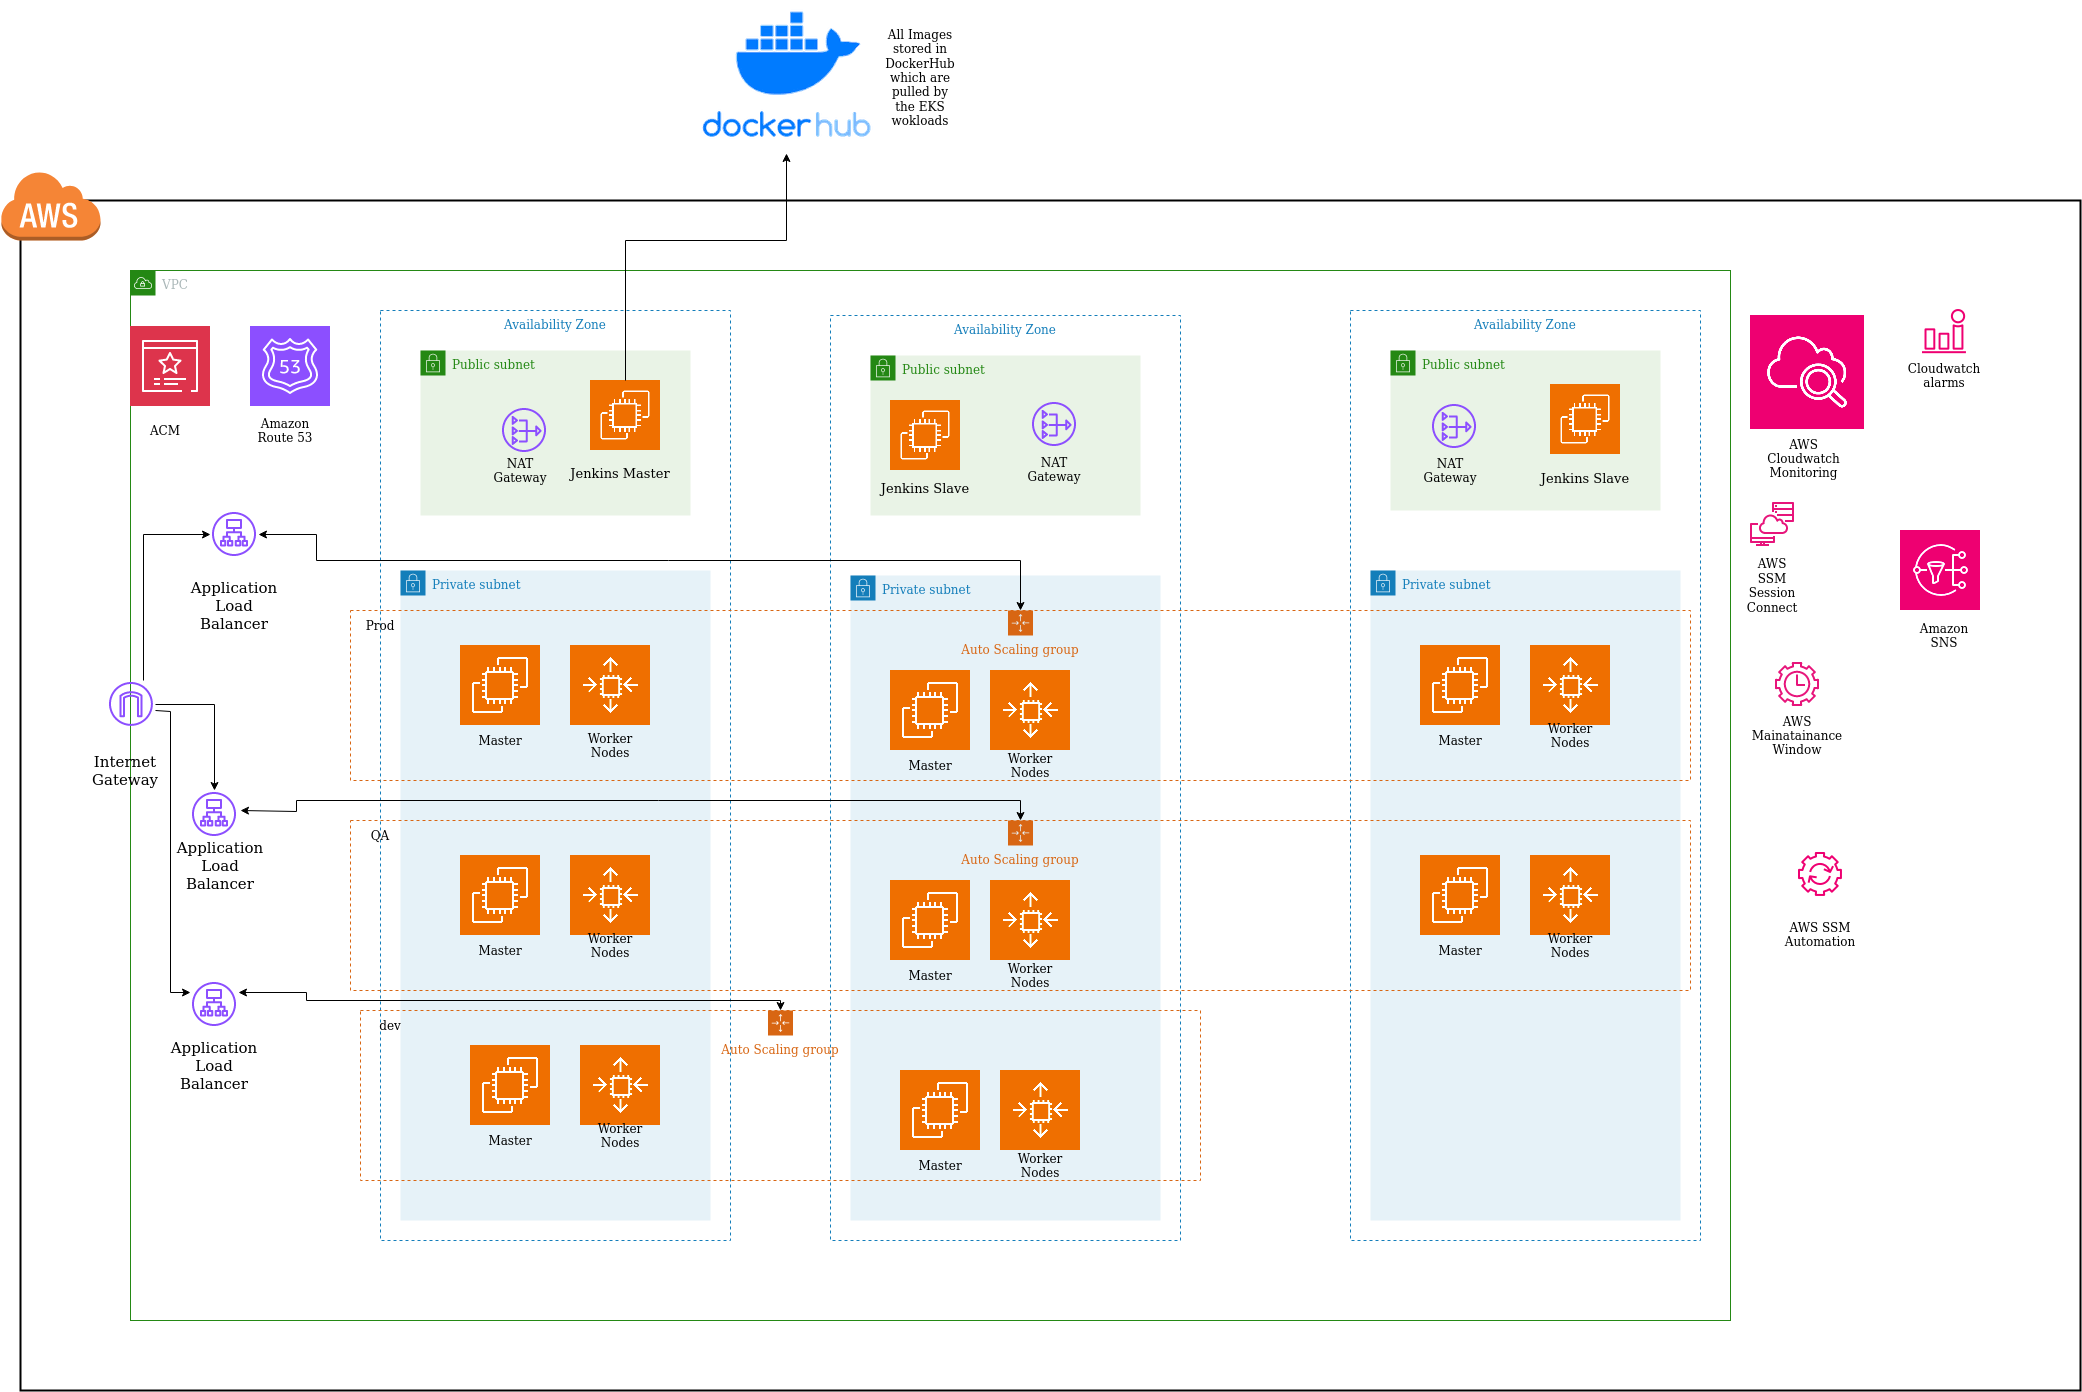 All Images
stored in
DockerHub
which are
pulled by
the EKS
wokloads
dockerhub
AWS
VPC
ACM
53
Amazon
Route 53
Availability Zone
Public subnet
NAT
Gateway
Jenkins Master
Availability Zone
Public subnet
Jenkins Slave
NAT
Gateway
Availability Zone
Public subnet
NAT
Gateway
Jenkins Slave
AWS
Cloudwatch
Monitoring
Cloudwatch
alarms
AWS
SSM
Session
Connect
Amazon
SNS
AWS
Mainatainance
Window
AWS SSM
Automation
Application
Load
Balancer
Internet
Gateway
Application
Load
Balancer
Application
Load
Balancer
Private subnet
Private subnet
Private subnet
Prod
Auto Scaling group
Master
Worker
Nodes
Master
Worker
Nodes
Master
Worker
Nodes
QA
Auto Scaling group
Master
Worker
Nodes
Master
Worker
Nodes
Master
Worker
Nodes
dev
Auto Scaling group
Master
Worker
Nodes
Master
Worker
Nodes